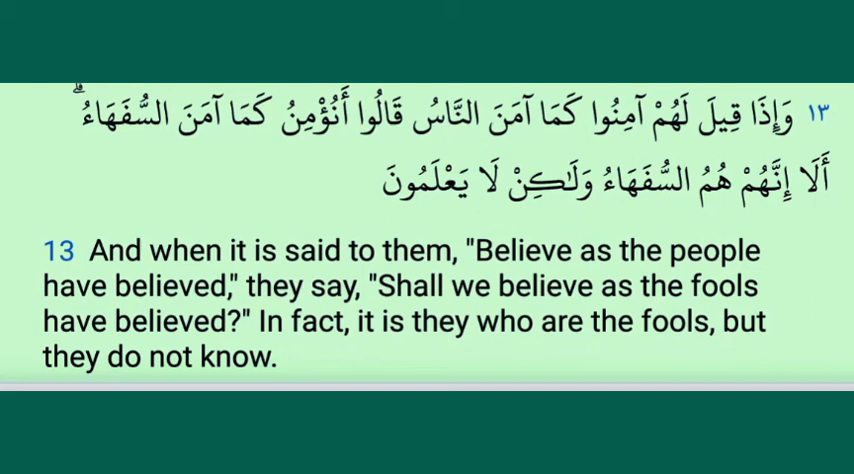 ١٣ وَإِذَا قِيلَ لَهُمْ آمِنُوا كَمَا آمَنَ النَّاسُ قَالُوا أَنُؤْمِنُ كَمَا آمَنَ السُّفَهَاءُ ۗ
أَلَا إِنَّهُمْ هُمُ السُّفَهَاءُ وَلَٰكِنْ لَا يَعْلَمُونَ
13 And when it is said to them, "Believe as the people
have believed," they say, "Shall we believe as the fools
have believed?" In fact, it is they who are the fools, but
they do not know.